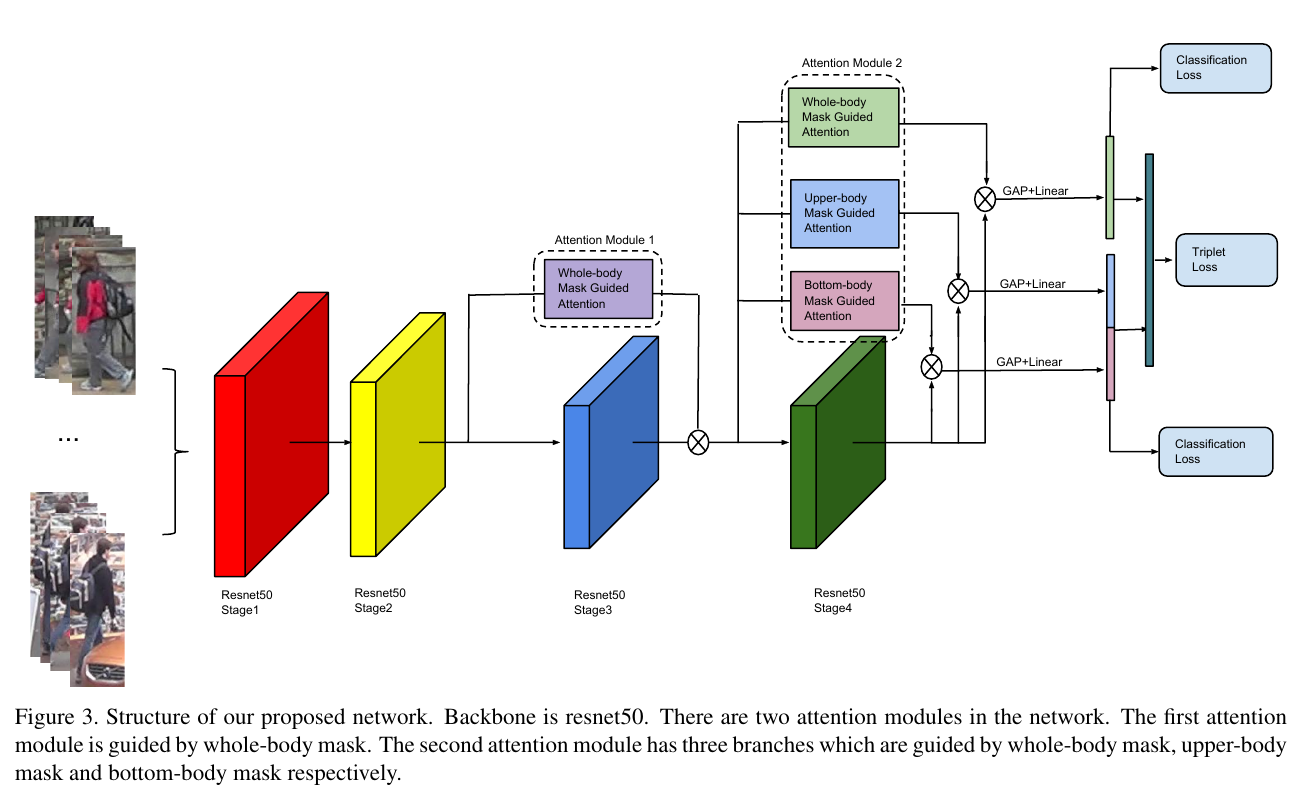 Classification
Loss
Attention Module 2
Whole-body
Mask Guided
Attention
Upper-body
Mask Guided
Attention
GAP+Linear
Attention Module 1
Triplet
Loss
Whole-body
Mask Guided
Attention
Bottom-body
Mask Guided
Attention
GAP+Linear
GAP+Linear
...
Classification
Loss
Resnet50
Stage1
Resnet50
Stage2
Resnet50
Stage3
Resnet50
Stage4
Figure 3. Structure of our proposed network. Backbone is resnet50. There are two attention modules in the network. The first attention
module is guided by whole-body mask. The second attention module has three branches which are guided by whole-body mask, upper-body
mask and bottom-body mask respectively.